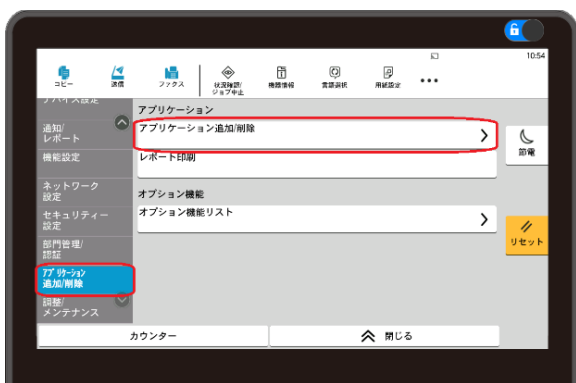 10:54
コピー
送信
ファクス
状況確認/
ジョブ中止
機器情報
言語選択
用紙設定
デバイス設定
通知/
レポート
機能設定
ネットワーク
設定
セキュリティー
設定
部門管理/
認証
アプリケーション
追加/削除
調整/
メンテナンス
アプリケーション
アプリケーション追加/削除
レポート印刷
オプション機能
オプション機能リスト
節電
リセット
カウンター
閉じる